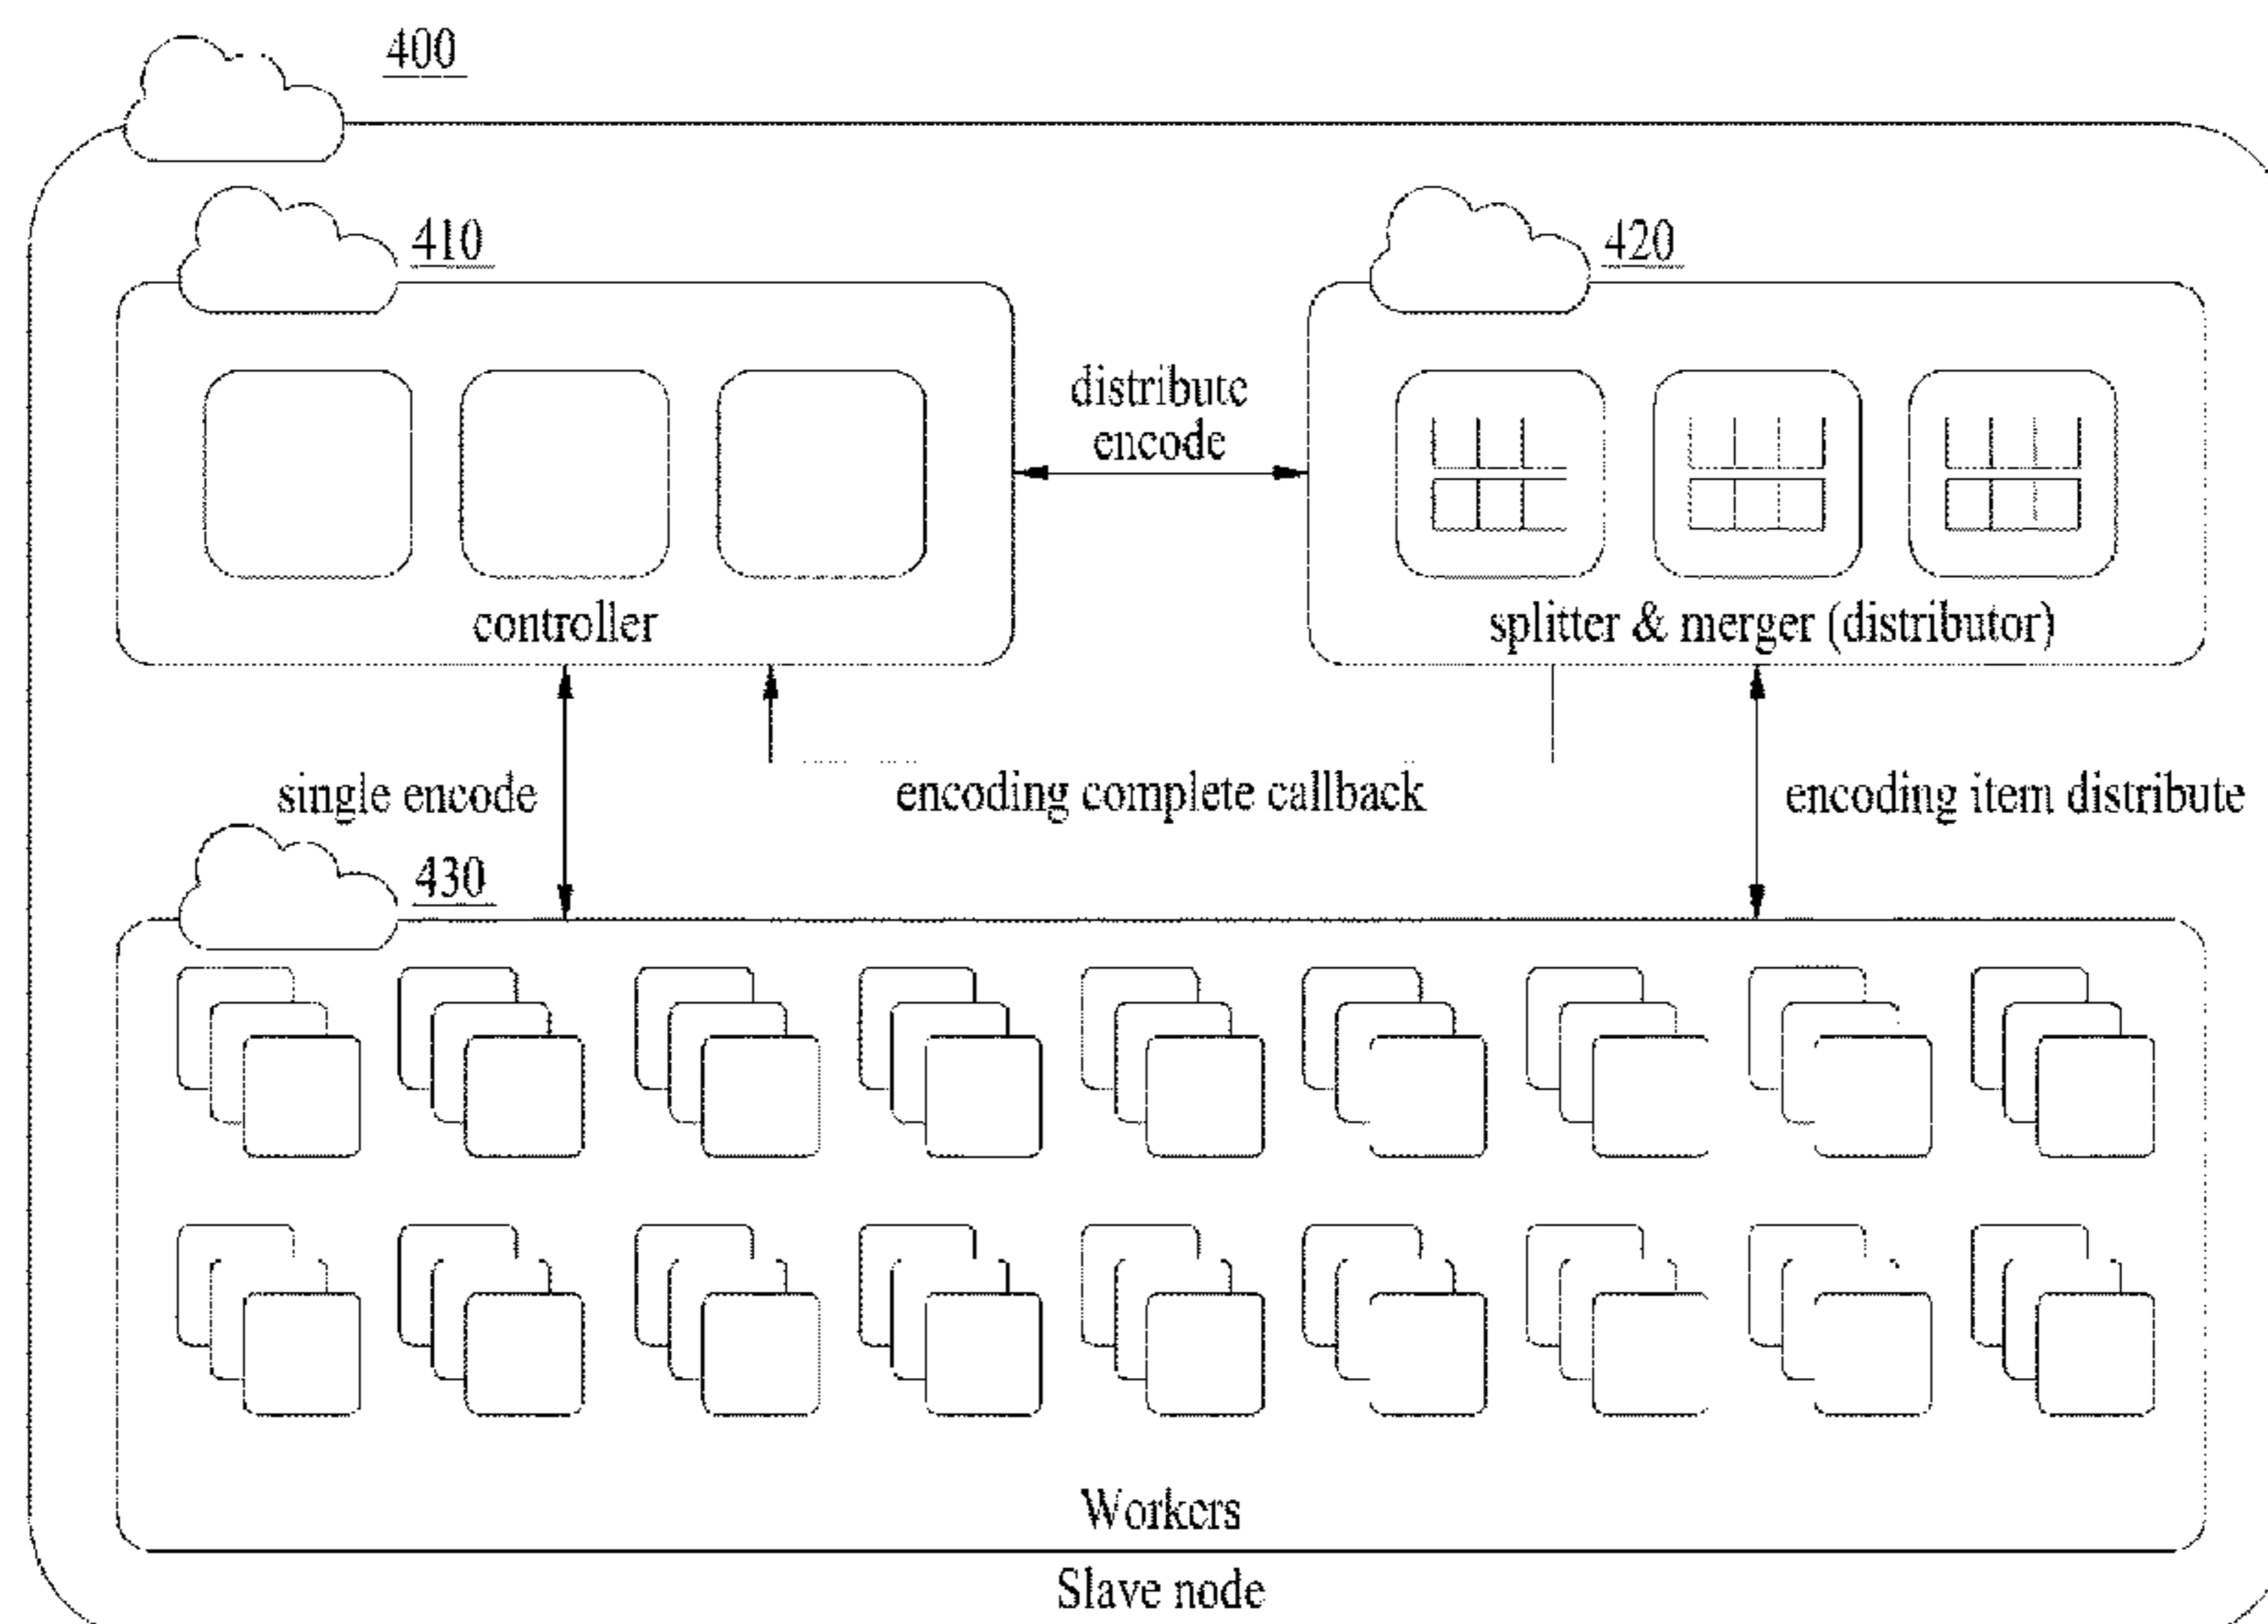 400
410
420
distribute
encode
controller
splitter & merger (distributor)
single encode
encoding complete callback
encoding item distribute
430
Workers
Slave node